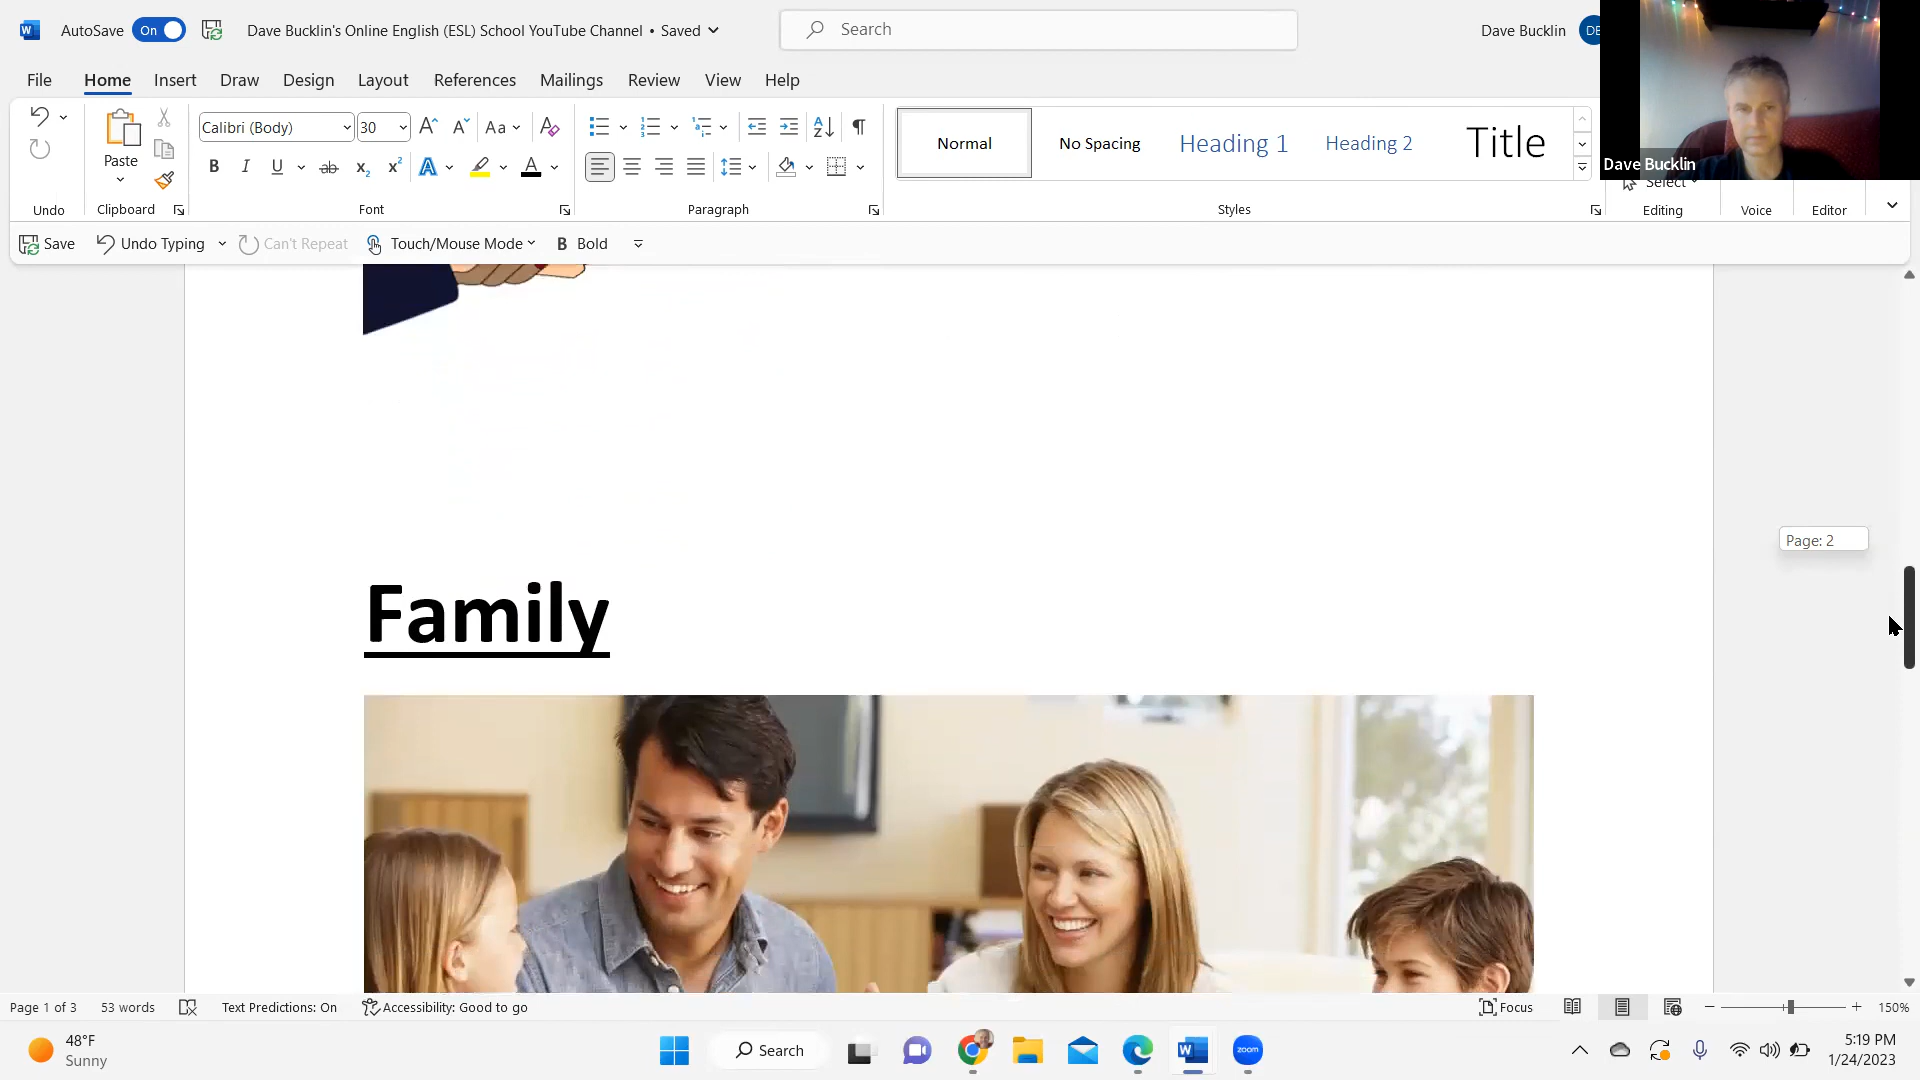 AutoSave On Dave Bucklin's Online English (ESL) School YouTube Channel • Saved Search Dave Bucklin
File Home Insert Draw Design Layout References Mailings Review View Help
Calibri (Body) 30 Aa
Paste
Normal No Spacing Heading 1 Heading 2 Title
Dave Bucklin
Select
Undo Clipboard Font Paragraph Styles Editing Voice Editor
Save Undo Typing Can't Repeat Touch/Mouse Mode B Bold
Page: 2
Family
Page 1 of 3 53 words Text Predictions: On Accessibility: Good to go Focus 150%
48°F
Sunny
Search
zoom
5:19 PM
1/24/2023